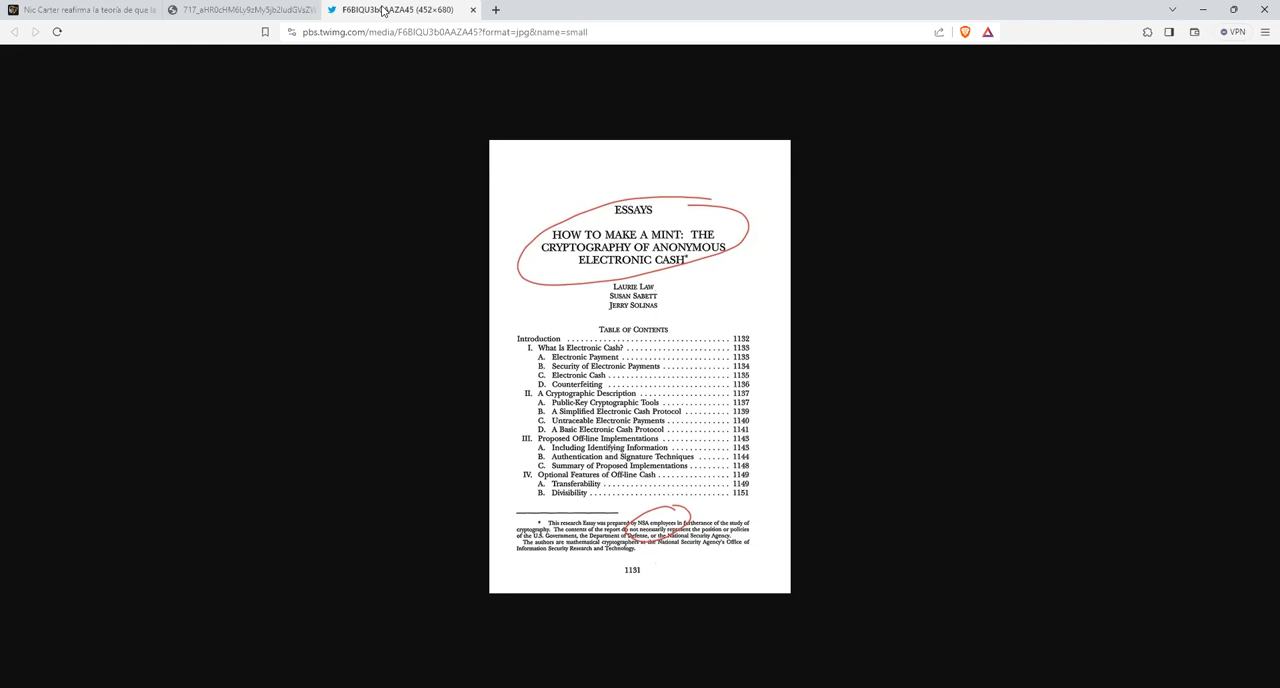 Nic Carter reafirma la teoría de que la
717_aHR0cHM6Ly9zMy5jb2ludGVsZW
F6BIQU3b0AAZA45 (452×680)
pbs.twimg.com/media/F6BIQU3b0AAZA45?format=jpg&name=small
VPN
ESSAYS
HOW TO MAKE A MINT: THE
CRYPTOGRAPHY OF ANONYMOUS
ELECTRONIC CASH*
LAURIE LAW
SUSAN SABETT
JERRY SOLINAS
TABLE OF CONTENTS
Introduction .................................... 1132
I. What Is Electronic Cash? ....................... 1133
A. Electronic Payment ........................ 1133
B. Security of Electronic Payments ............... 1134
C. Electronic Cash ........................... 1135
D. Counterfeiting ............................ 1136
II. A Cryptographic Description .................... 1137
A. Public-Key Cryptographic Tools ............... 1137
B. A Simplified Electronic Cash Protocol .......... 1139
C. Untraceable Electronic Payments .............. 1140
D. A Basic Electronic Cash Protocol .............. 1141
III. Proposed Off-line Implementations ............... 1143
A. Including Identifying Information .............. 1143
B. Authentication and Signature Techniques ....... 1144
C. Summary of Proposed Implementations ......... 1148
IV. Optional Features of Off-line Cash ................ 1149
A. Transferability ............................ 1149
B. Divisibility ............................... 1151
* This research Essay was prepared by NSA employees in furtherance of the study of
cryptography. The contents of the report do not necessarily represent the position or policies
of the U.S. Government, the Department of Defense, or the National Security Agency.
The authors are mathematical cryptographers at the National Security Agency's Office of
Information Security Research and Technology.
1131